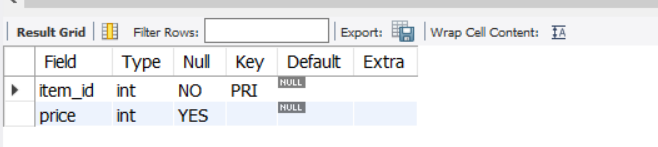 Result Grid Filter Rows: Export: Wrap Cell Content: IA
Field Type Null Key Default Extra
item_id int NO PRI NULL
price int YES NULL